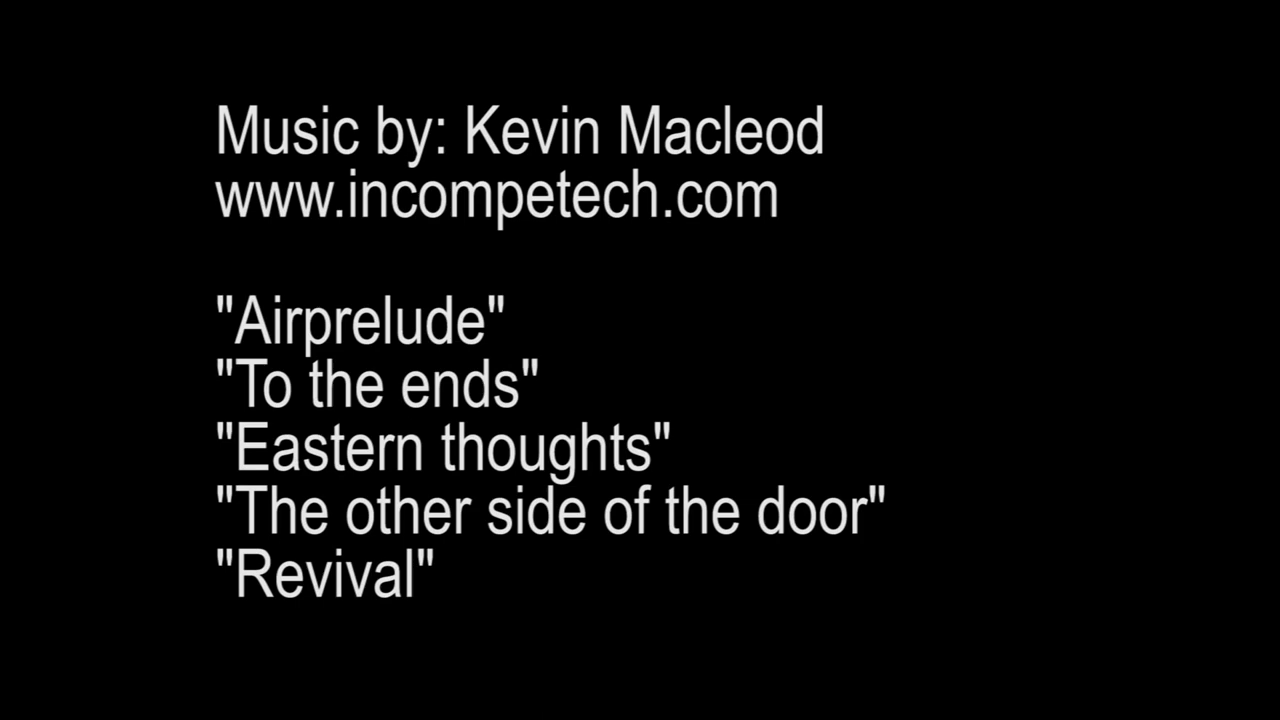 Music by: Kevin Macleod
www.incompetech.com
"Airprelude"
"To the ends"
"Eastern thoughts"
"The other side of the door"
"Revival"